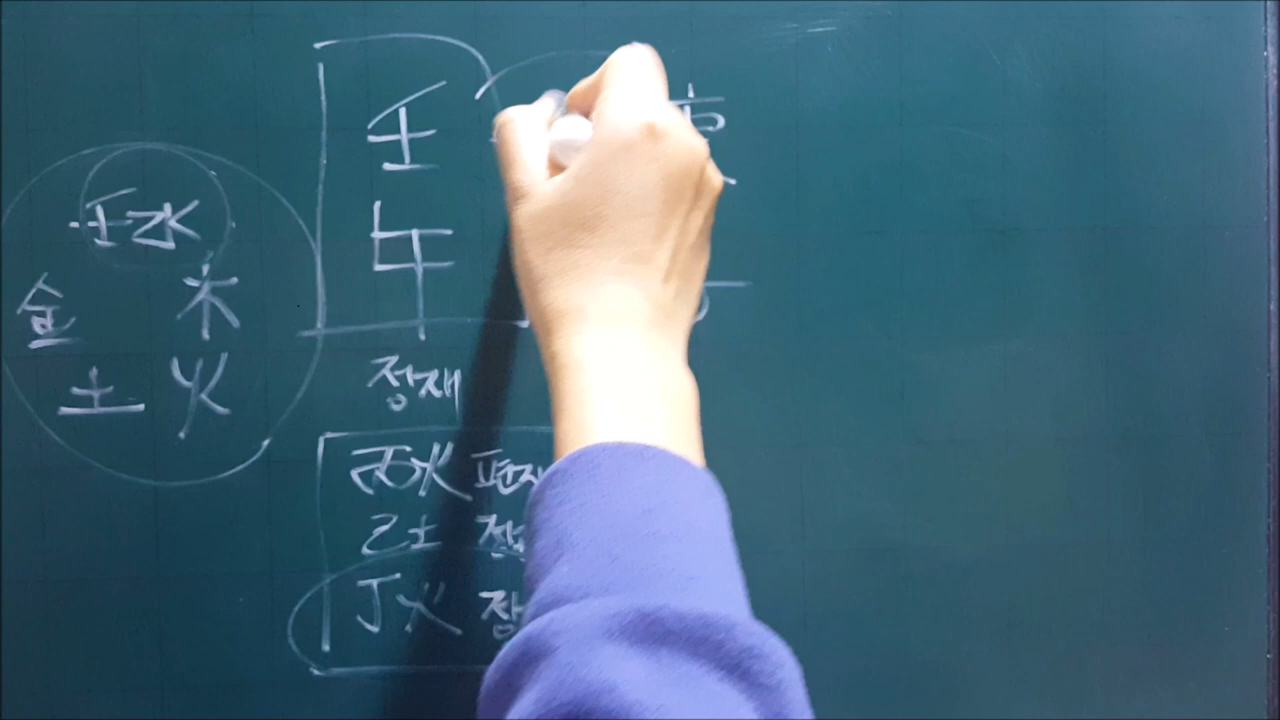 壬
午
정재
壬水
金 木
土 火
丙火 편재
己土
丁火